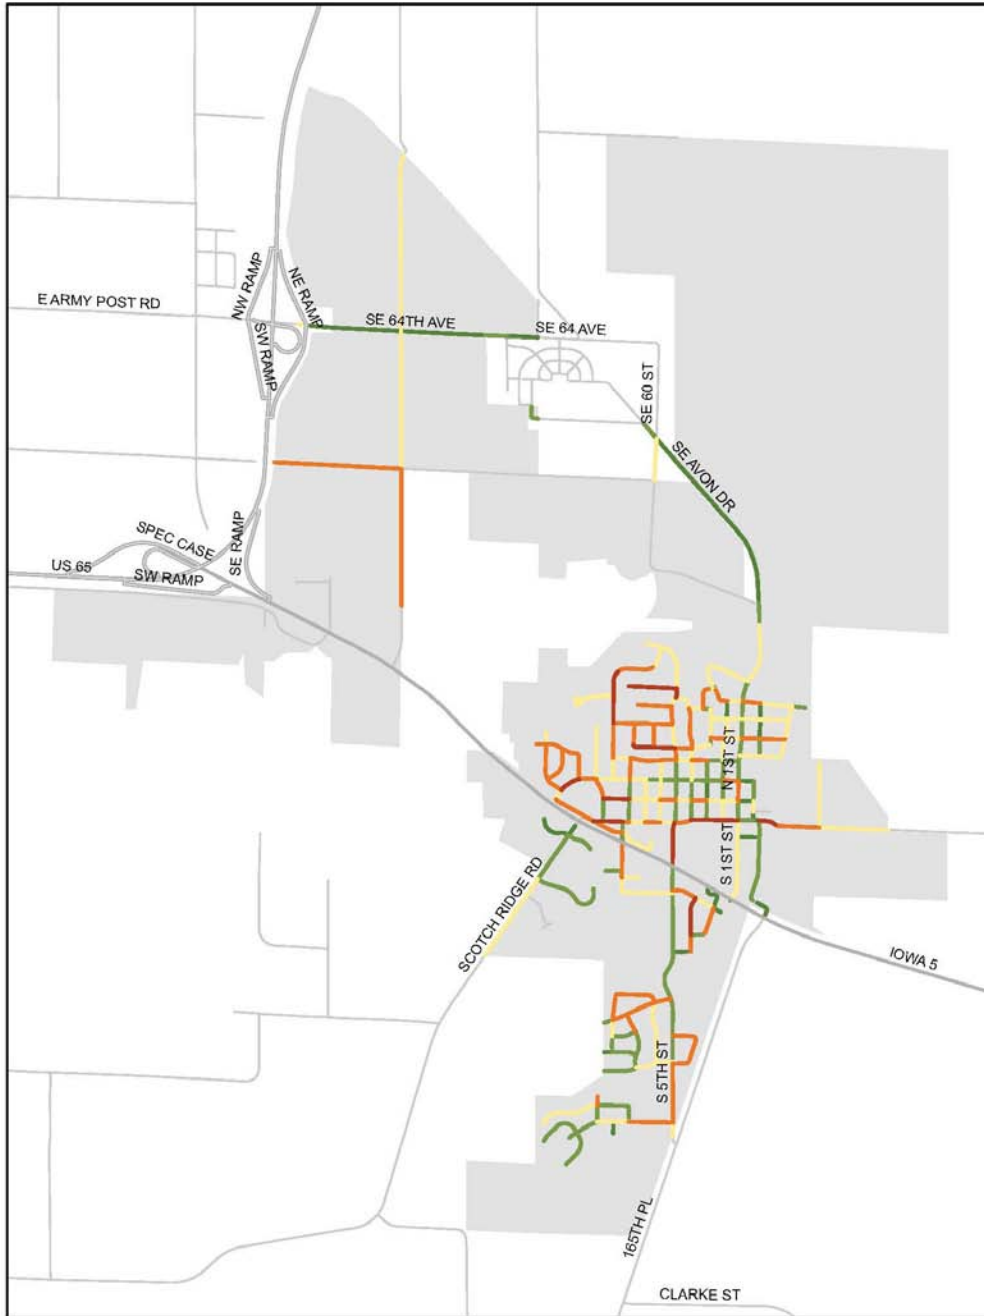 NW RAMP
NE RAMP
E ARMY POST RD
SE 64TH AVE
SE 64 AVE
SW RAMP
SE 60 ST
SE AVON DR
SPEC CASE
SE RAMP
US 65
SW RAMP
N 1ST ST
S 1ST ST
SCOTCH RIDGE RD
IOWA 5
S 5TH ST
165TH PL
CLARKE ST